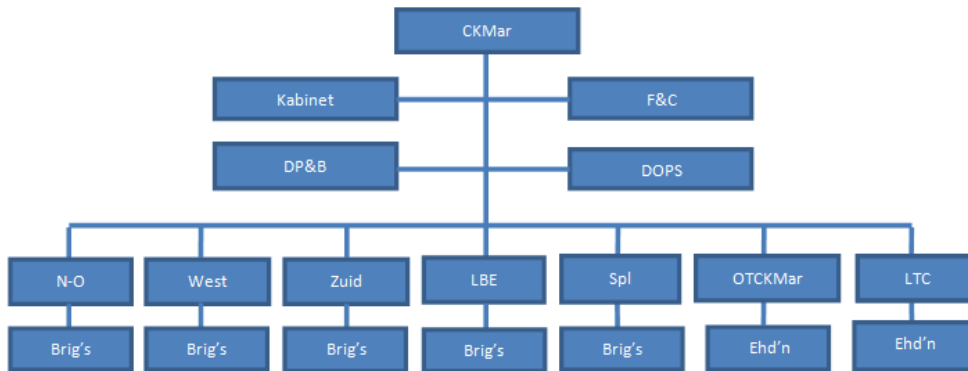 CKMar
Kabinet
F&C
DP&B
DOPS
N-O
West
Zuid
LBE
Spl
OTCKMar
LTC
Brig's
Brig's
Brig's
Brig's
Brig's
Ehd'n
Ehd'n